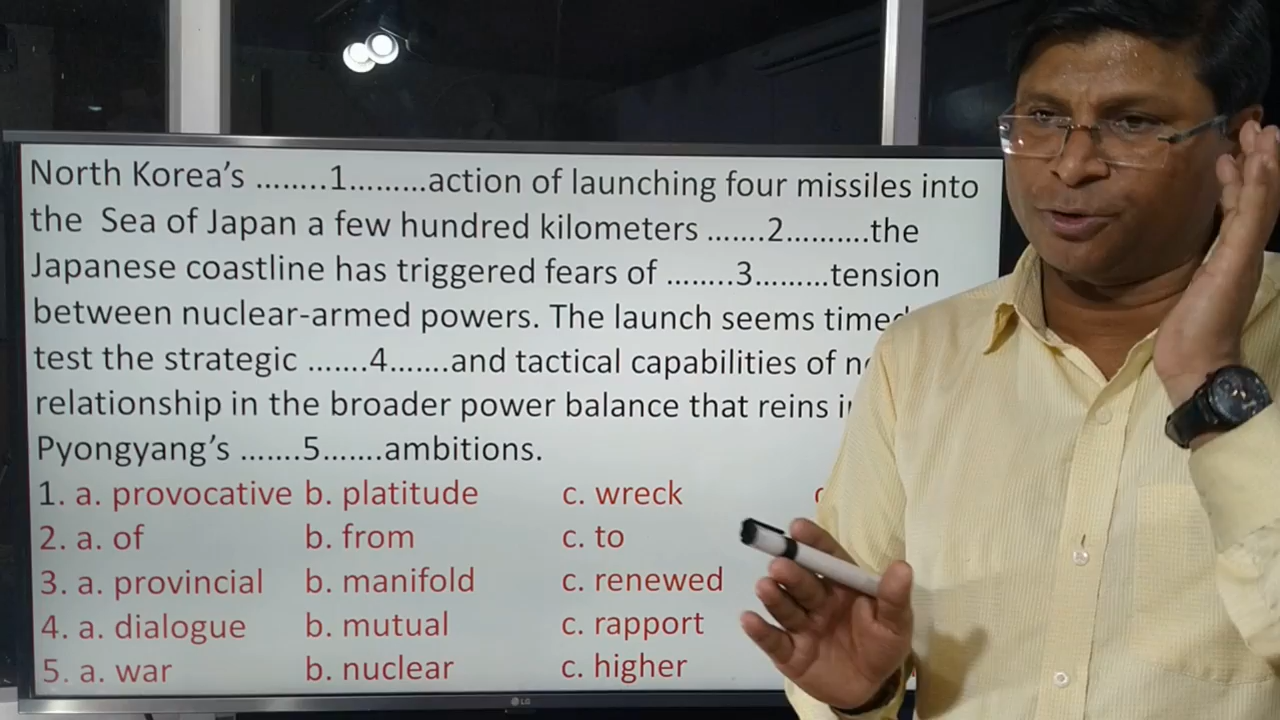 North Korea’s ........1.........action of launching four missiles into
the Sea of Japan a few hundred kilometers .......2..........the
Japanese coastline has triggered fears of ........3.........tension
between nuclear-armed powers. The launch seems timed
test the strategic .......4.......and tactical capabilities of
relationship in the broader power balance that reins
Pyongyang’s .......5.......ambitions.
1. a. provocative b. platitude c. wreck
2. a. of b. from c. to
3. a. provincial b. manifold c. renewed
4. a. dialogue b. mutual c. rapport
5. a. war b. nuclear c. higher
LG